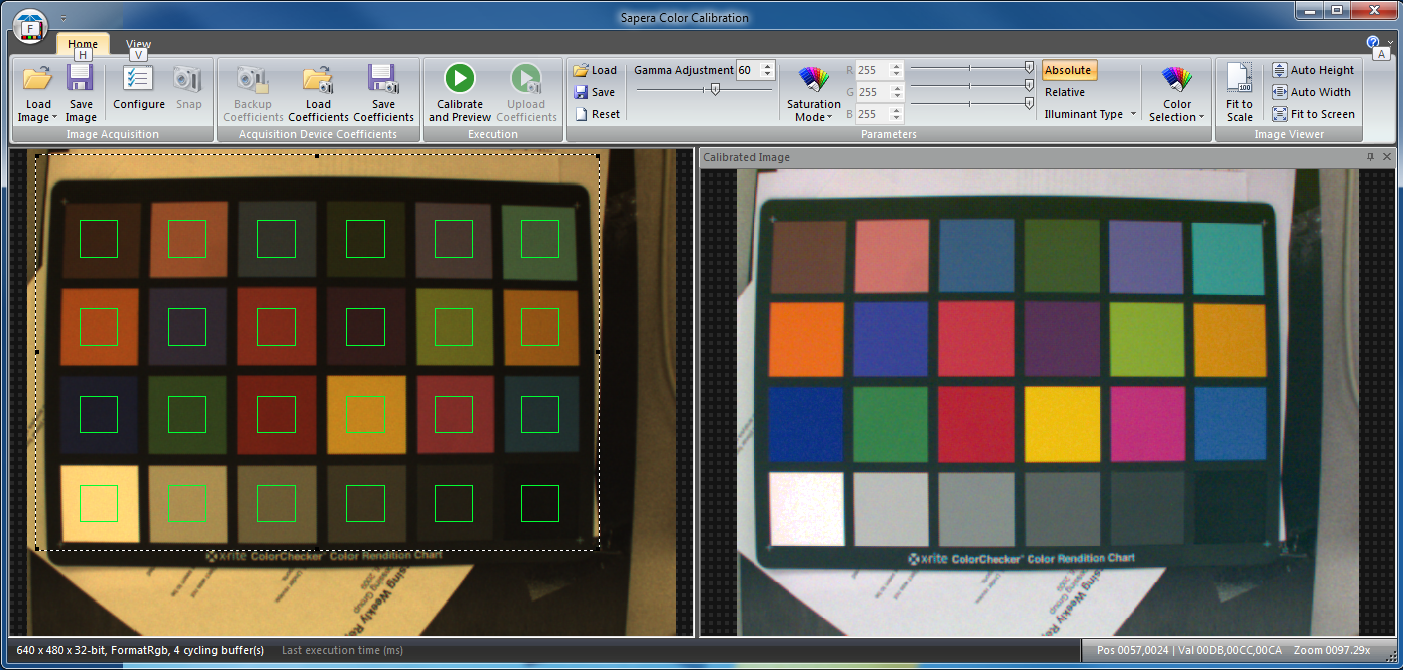 Sapera Color Calibration
F
Home View
H V A
Load Image
Save Image
Configure
Snap
Image Acquisition
Backup Coefficients
Load Coefficients
Save Coefficients
Acquisition Device Coefficients
Calibrate and Preview
Upload Coefficients
Execution
Load
Save
Reset
Gamma Adjustment 60
Saturation Mode
R 255
G 255
B 255
Absolute
Relative
Illuminant Type
Color Selection
Parameters
100
Fit to Scale
Auto Height
Auto Width
Fit to Screen
Image Viewer
Calibrated Image
x-rite ColorChecker Color Rendition Chart
x-rite ColorChecker Color Rendition Chart
640 x 480 x 32-bit, FormatRgb, 4 cycling buffer(s) Last execution time (ms)
Pos 0057,0024 | Val 00DB,00CC,00CA Zoom 0097.29x